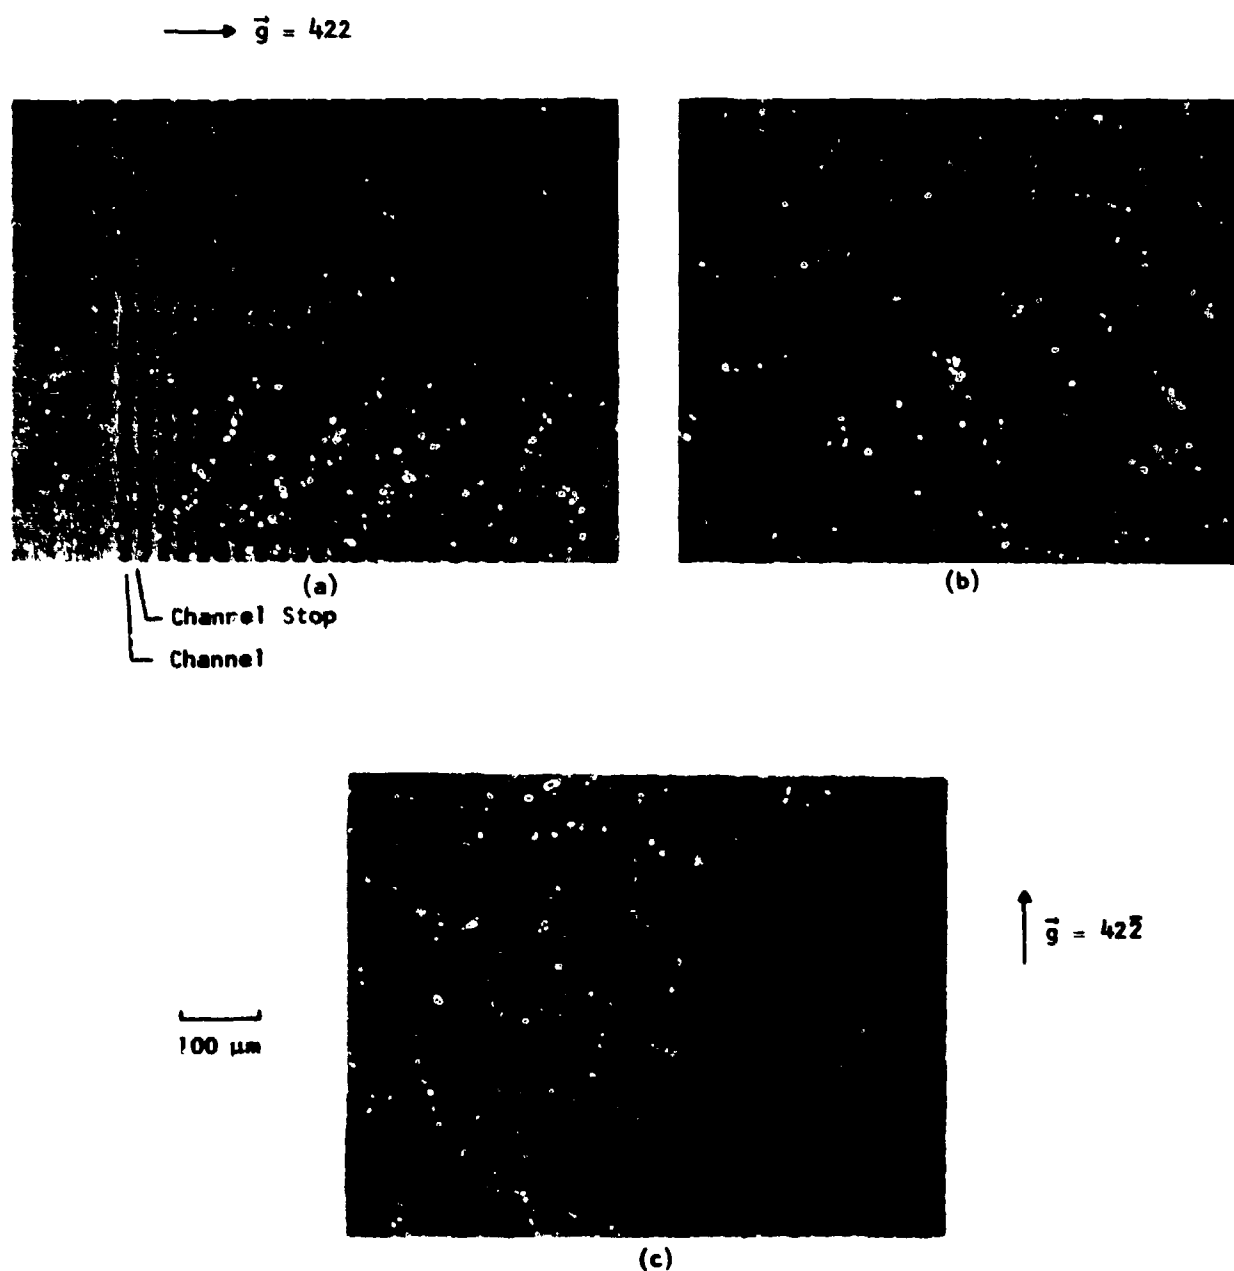 g⃗ = 422
(a)
(b)
Channel Stop
Channel
g⃗ = 422̅
100 μm
(c)